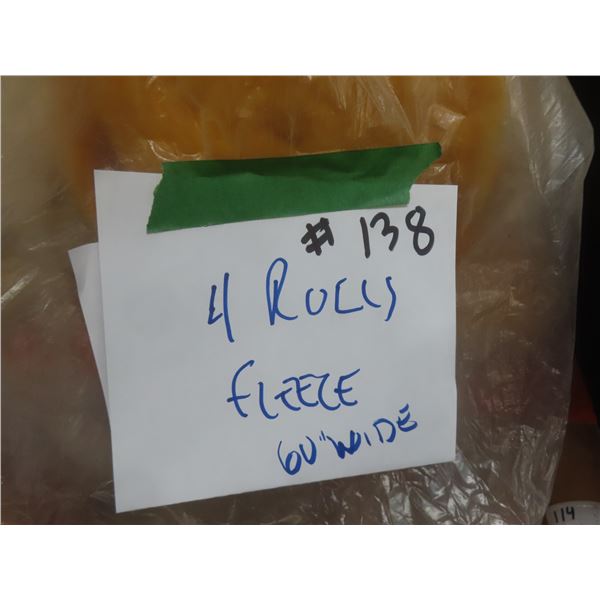 # 138
4 ROLLS
FLEECE
60" WIDE
114